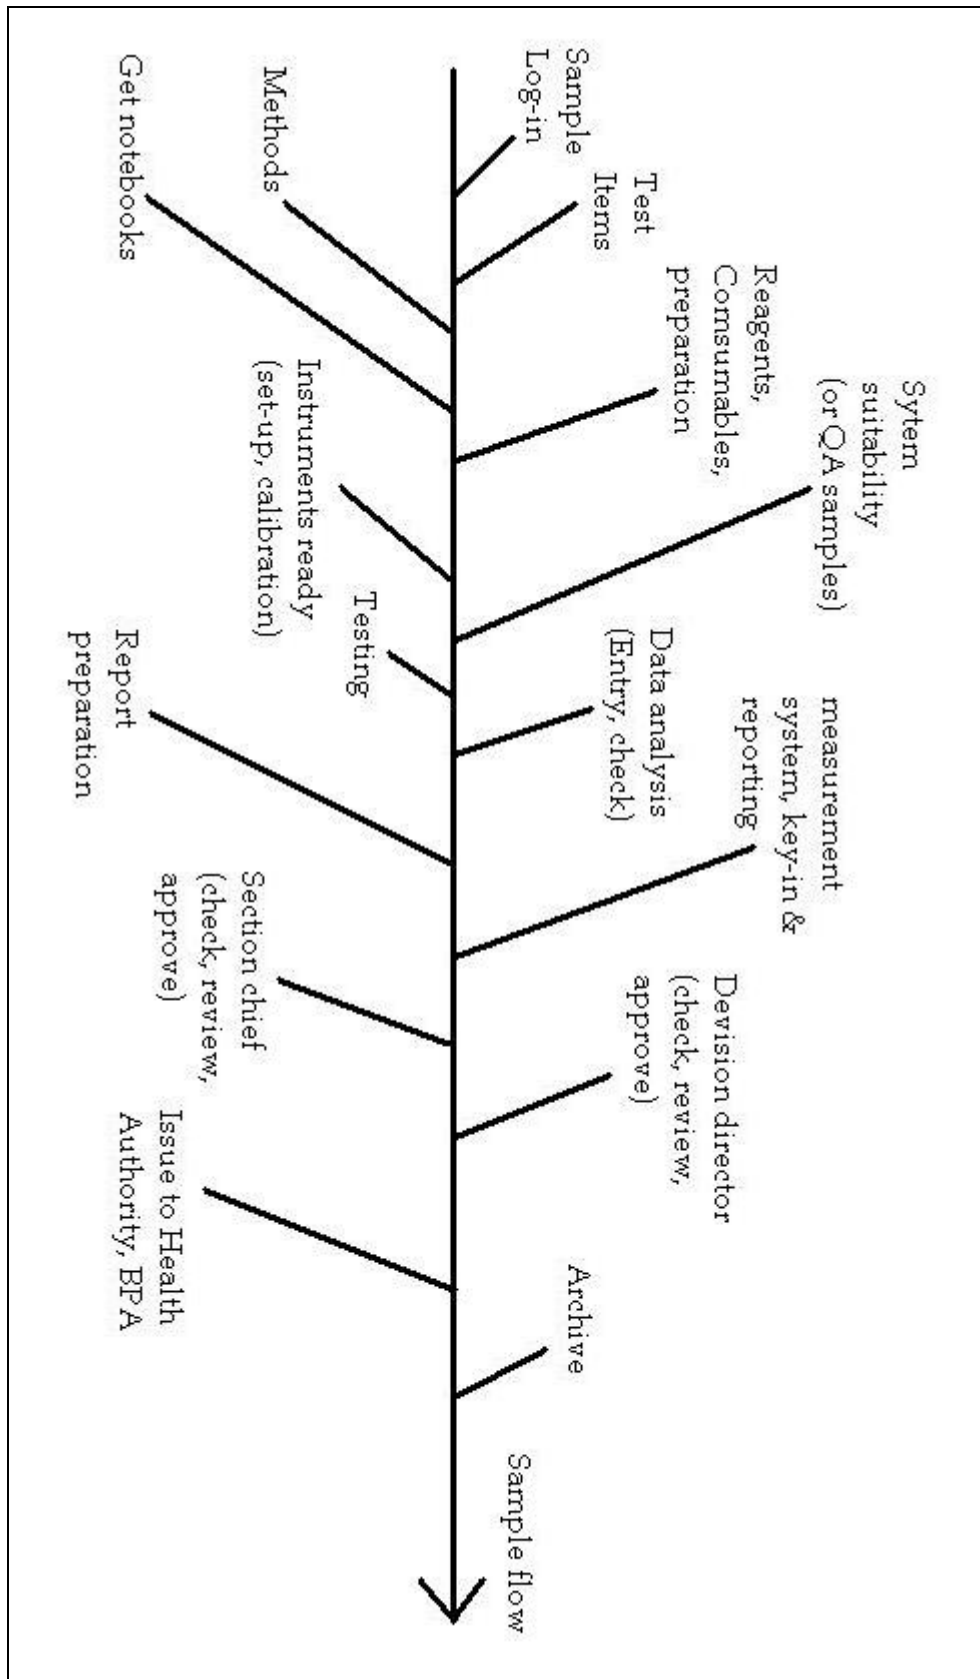 Sample
Log-in
Test
Items
Methods
Get notebooks
Reagents,
Comsumables,
preparation
Instruments ready
(set-up, calibration)
Sytem
suitability
(or QA samples)
Testing
Data analysis
(Entry, check)
Report
preparation
measurement
system, key-in &
reporting
Section chief
(check, review,
approve)
Devision director
(check, review,
approve)
Issue to Health
Authority, BPA
Archive
Sample flow